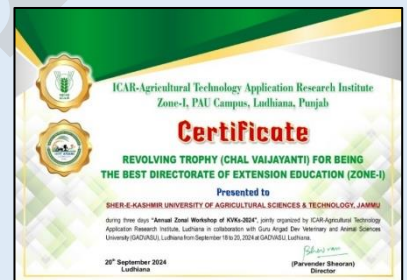 ICAR-Agricultural Technology Application Research Institute
Zone-I, PAU Campus, Ludhiana, Punjab
Certificate
REVOLVING TROPHY (CHAL VAIJAYANTI) FOR BEING
THE BEST DIRECTORATE OF EXTENSION EDUCATION (ZONE-I)
Presented to
SHER-E-KASHMIR UNIVERSITY OF AGRICULTURAL SCIENCES & TECHNOLOGY, JAMMU
during three days "Annual Zonal Workshop of KVKs-2024", jointly organized by ICAR-Agricultural Technology
Application Research Institute, Ludhiana in collaboration with Guru Angad Dev Veterinary and Animal Sciences
University (GADVASU), Ludhiana from September 18 to 20, 2024 at GADVASU, Ludhiana.
20th September 2024
Ludhiana
(Parvender Sheoran)
Director